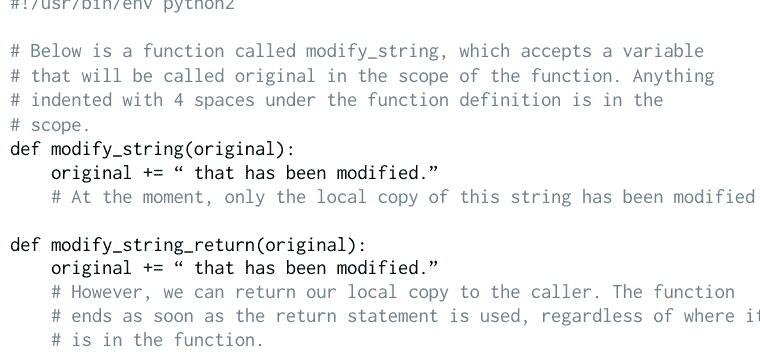 #!/usr/bin/env python2
# Below is a function called modify_string, which accepts a variable
# that will be called original in the scope of the function. Anything
# indented with 4 spaces under the function definition is in the
# scope.
def modify_string(original):
    original += “ that has been modified.”
    # At the moment, only the local copy of this string has been modified
def modify_string_return(original):
    original += “ that has been modified.”
    # However, we can return our local copy to the caller. The function
    # ends as soon as the return statement is used, regardless of where it
    # is in the function.